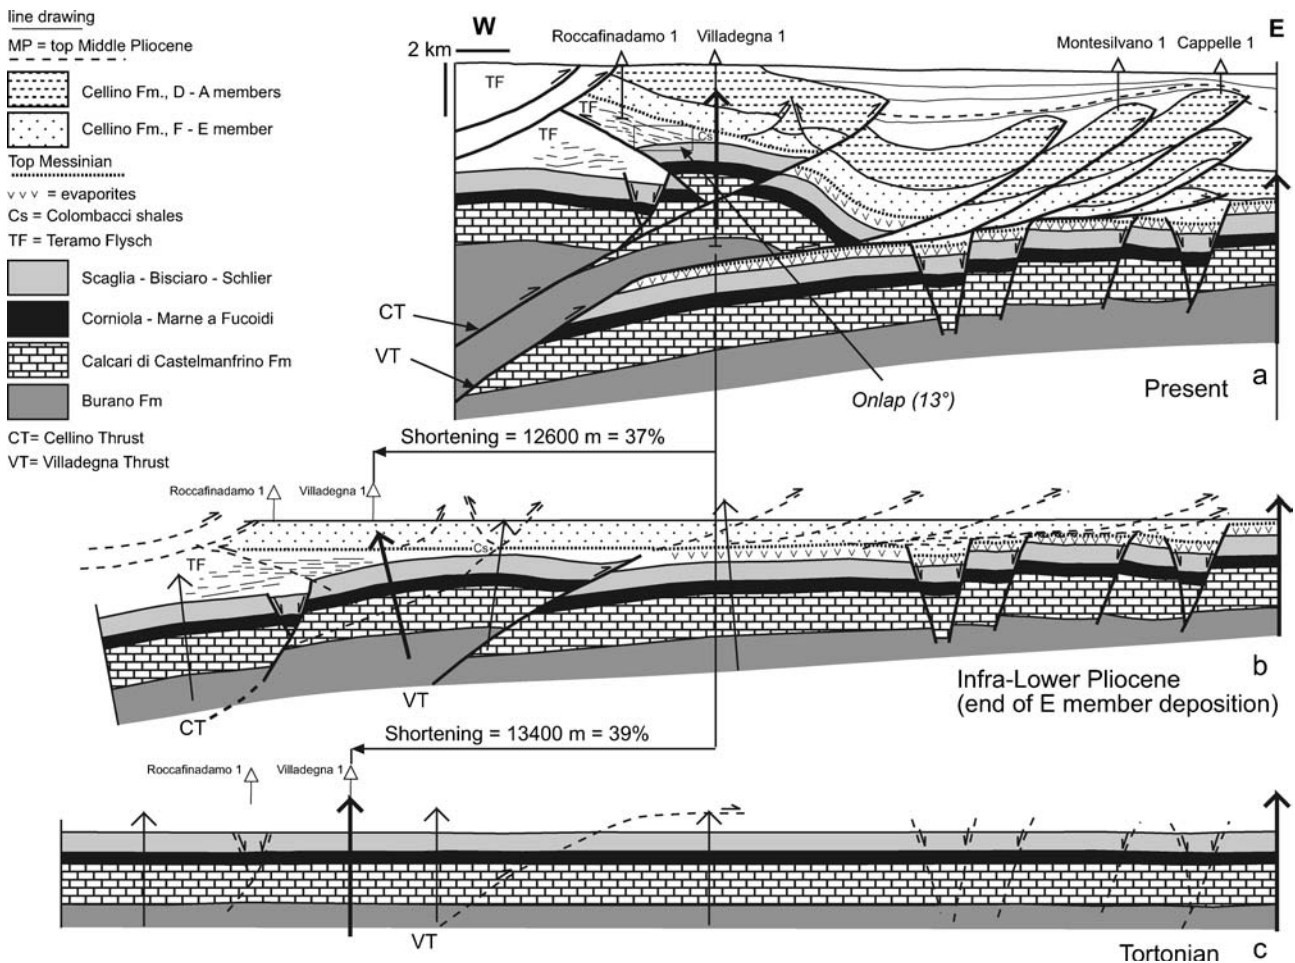 line drawing
MP = top Middle Pliocene
Cellino Fm., D - A members
Cellino Fm., F - E member
Top Messinian
v v v = evaporites
Cs = Colombacci shales
TF = Teramo Flysch
Scaglia - Bisciaro - Schlier
Corniola - Marne a Fucoidi
Calcari di Castelmanfrino Fm
Burano Fm
CT= Cellino Thrust
VT= Villadegna Thrust
W
E
2 km
Roccafinadamo 1
Villadegna 1
Montesilvano 1
Cappelle 1
TF
TF
TF
Cs
CT
VT
Onlap (13°)
Present
a
Shortening = 12600 m = 37%
Roccafinadamo 1
Villadegna 1
TF
Cs
CT
VT
b
Infra-Lower Pliocene
(end of E member deposition)
Shortening = 13400 m = 39%
Roccafinadamo 1
Villadegna 1
VT
Tortonian
c